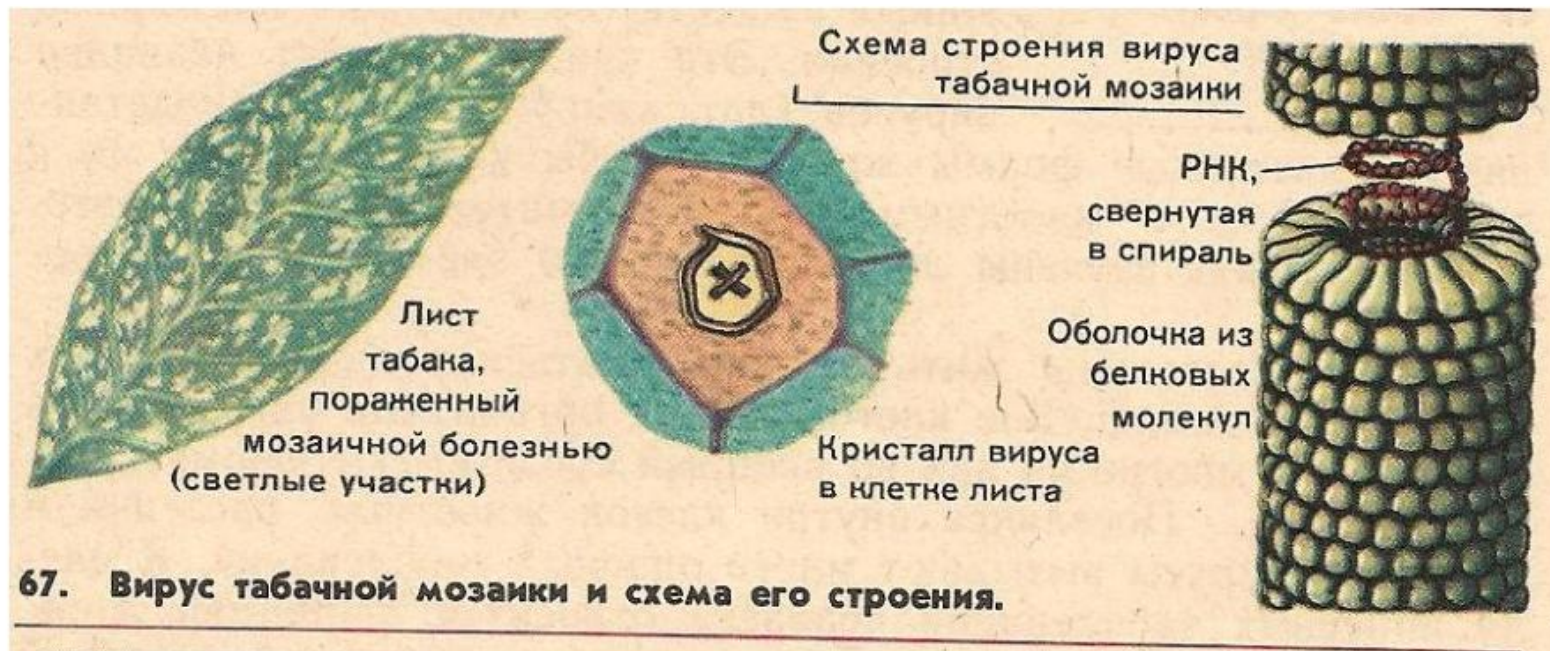 Схема строения вируса
табачной мозаики
РНК,
свернутая
в спираль
Оболочка из
белковых
молекул
Лист
табака,
пораженный
мозаичной болезнью
(светлые участки)
Кристалл вируса
в клетке листа
67. Вирус табачной мозаики и схема его строения.